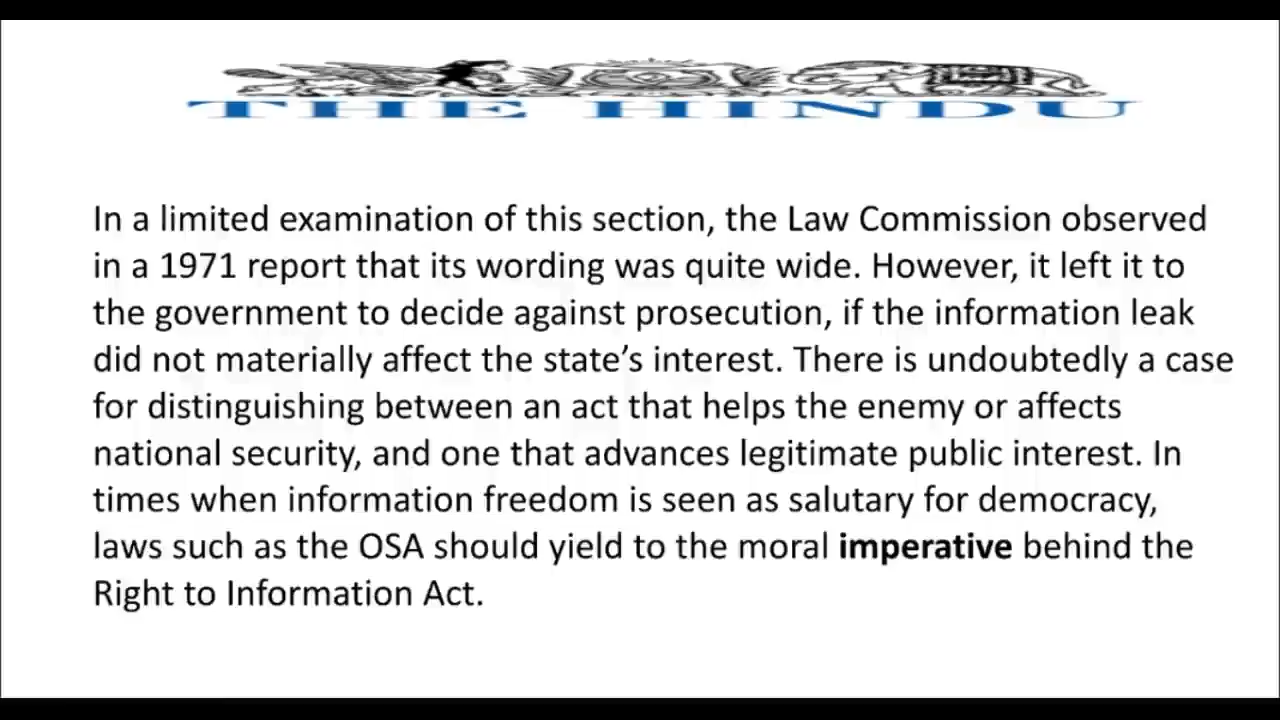 THE HINDU
In a limited examination of this section, the Law Commission observed
in a 1971 report that its wording was quite wide. However, it left it to
the government to decide against prosecution, if the information leak
did not materially affect the state’s interest. There is undoubtedly a case
for distinguishing between an act that helps the enemy or affects
national security, and one that advances legitimate public interest. In
times when information freedom is seen as salutary for democracy,
laws such as the OSA should yield to the moral imperative behind the
Right to Information Act.